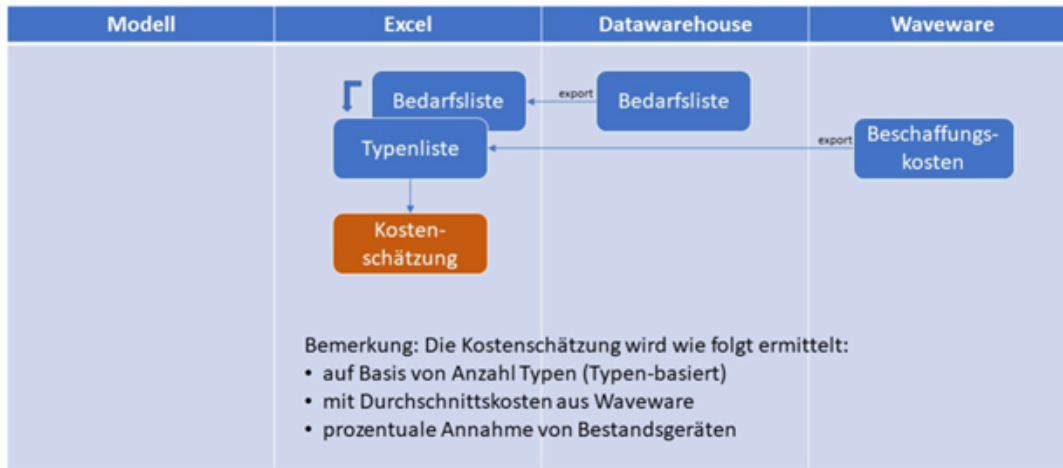 Modell Excel Datawarehouse Waveware
Bedarfsliste export Bedarfsliste
Typenliste export Beschaffungs-
kosten
Kosten-
schätzung
Bemerkung: Die Kostenschätzung wird wie folgt ermittelt:
• auf Basis von Anzahl Typen (Typen-basiert)
• mit Durchschnittskosten aus Waveware
• prozentuale Annahme von Bestandsgeräten